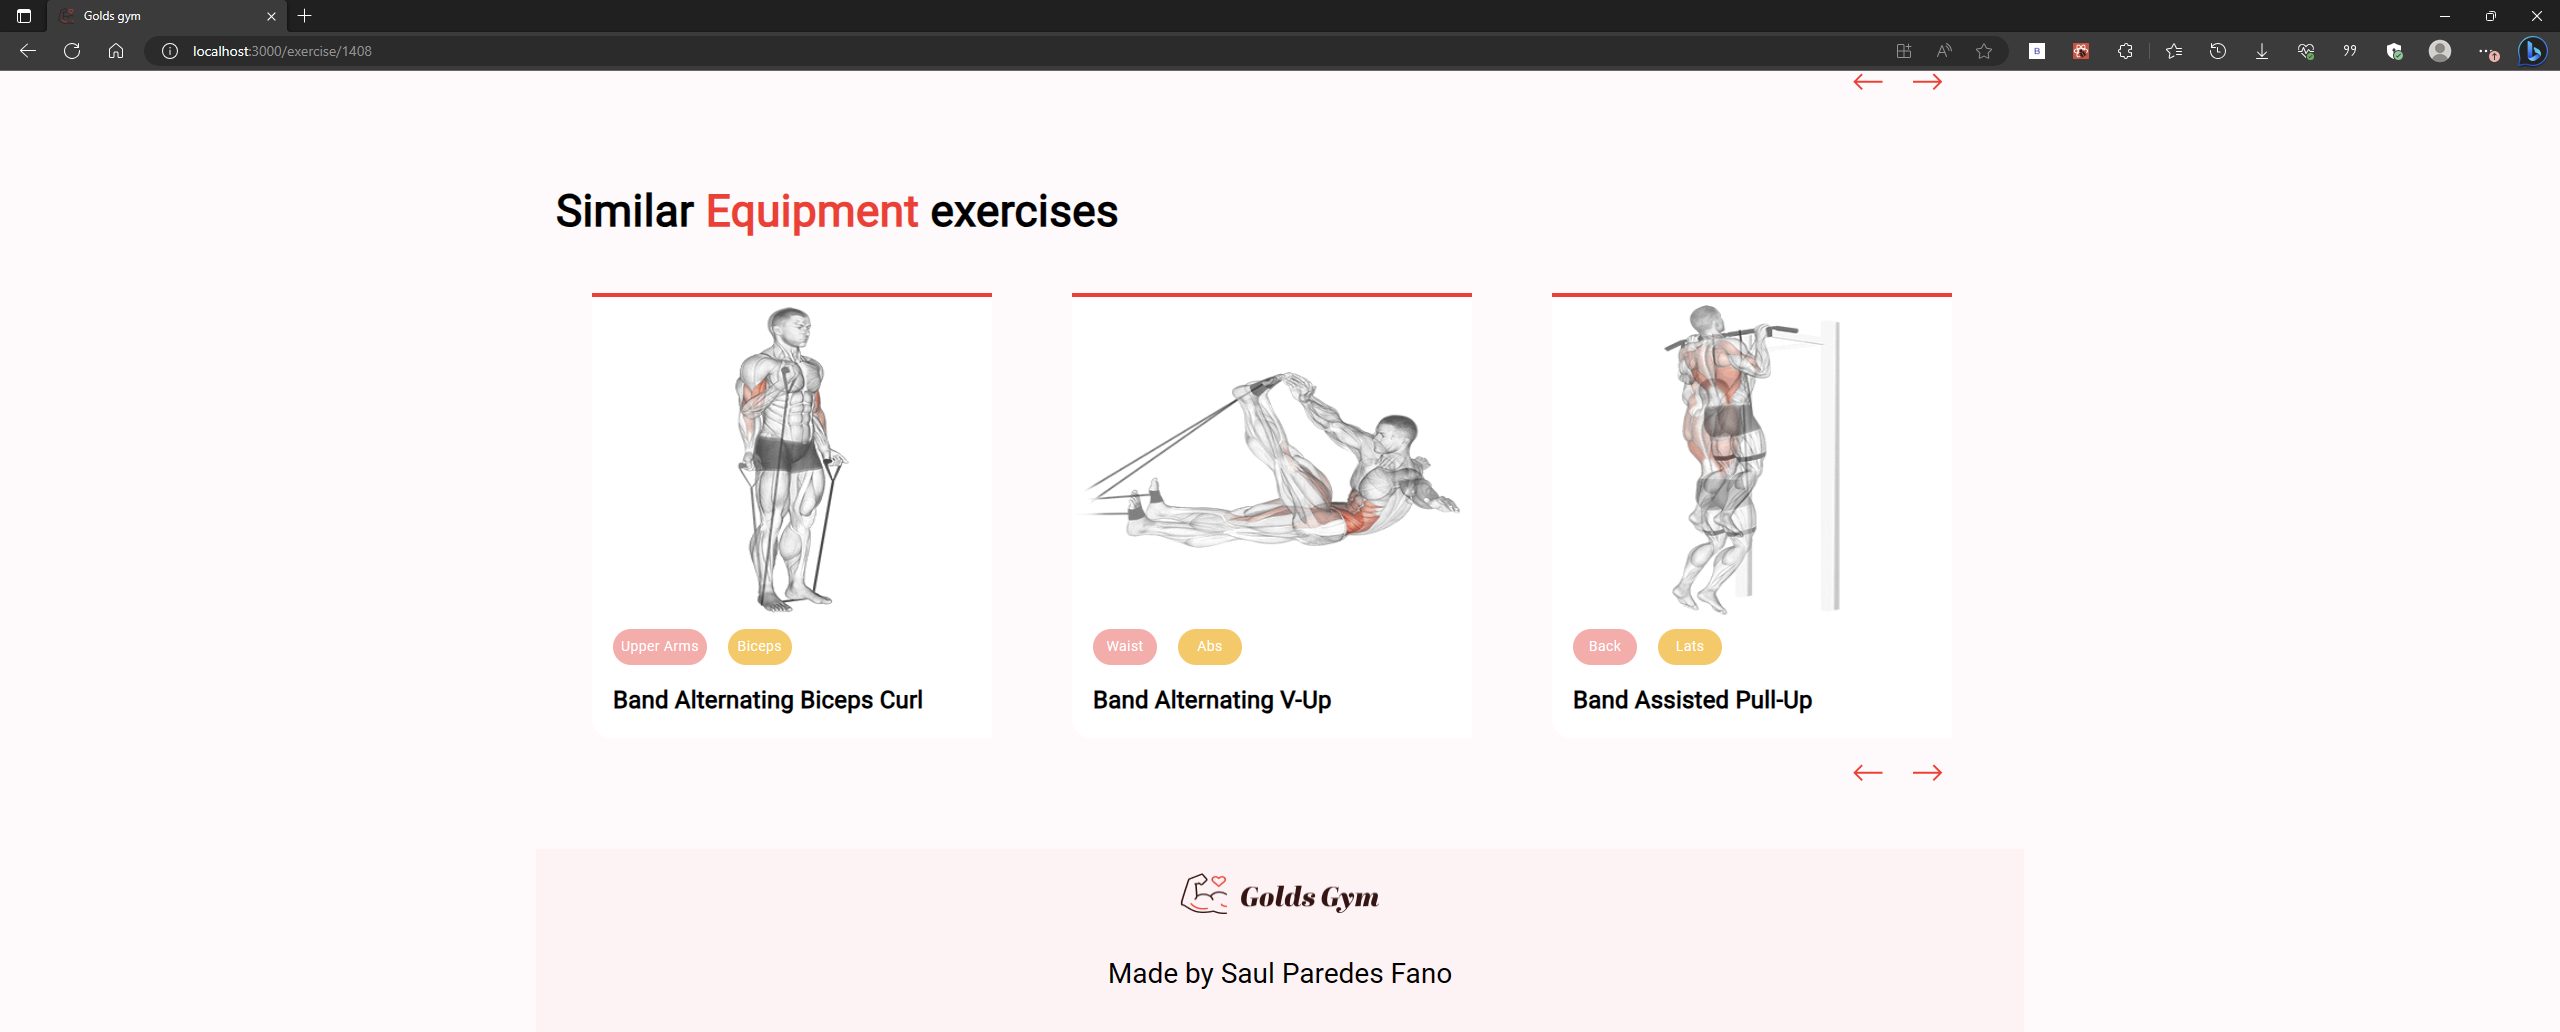 Golds gym
localhost:3000/exercise/1408
Similar Equipment exercises
Upper Arms Biceps
Band Alternating Biceps Curl
Waist Abs
Band Alternating V-Up
Back Lats
Band Assisted Pull-Up
Golds Gym
Made by Saul Paredes Fano